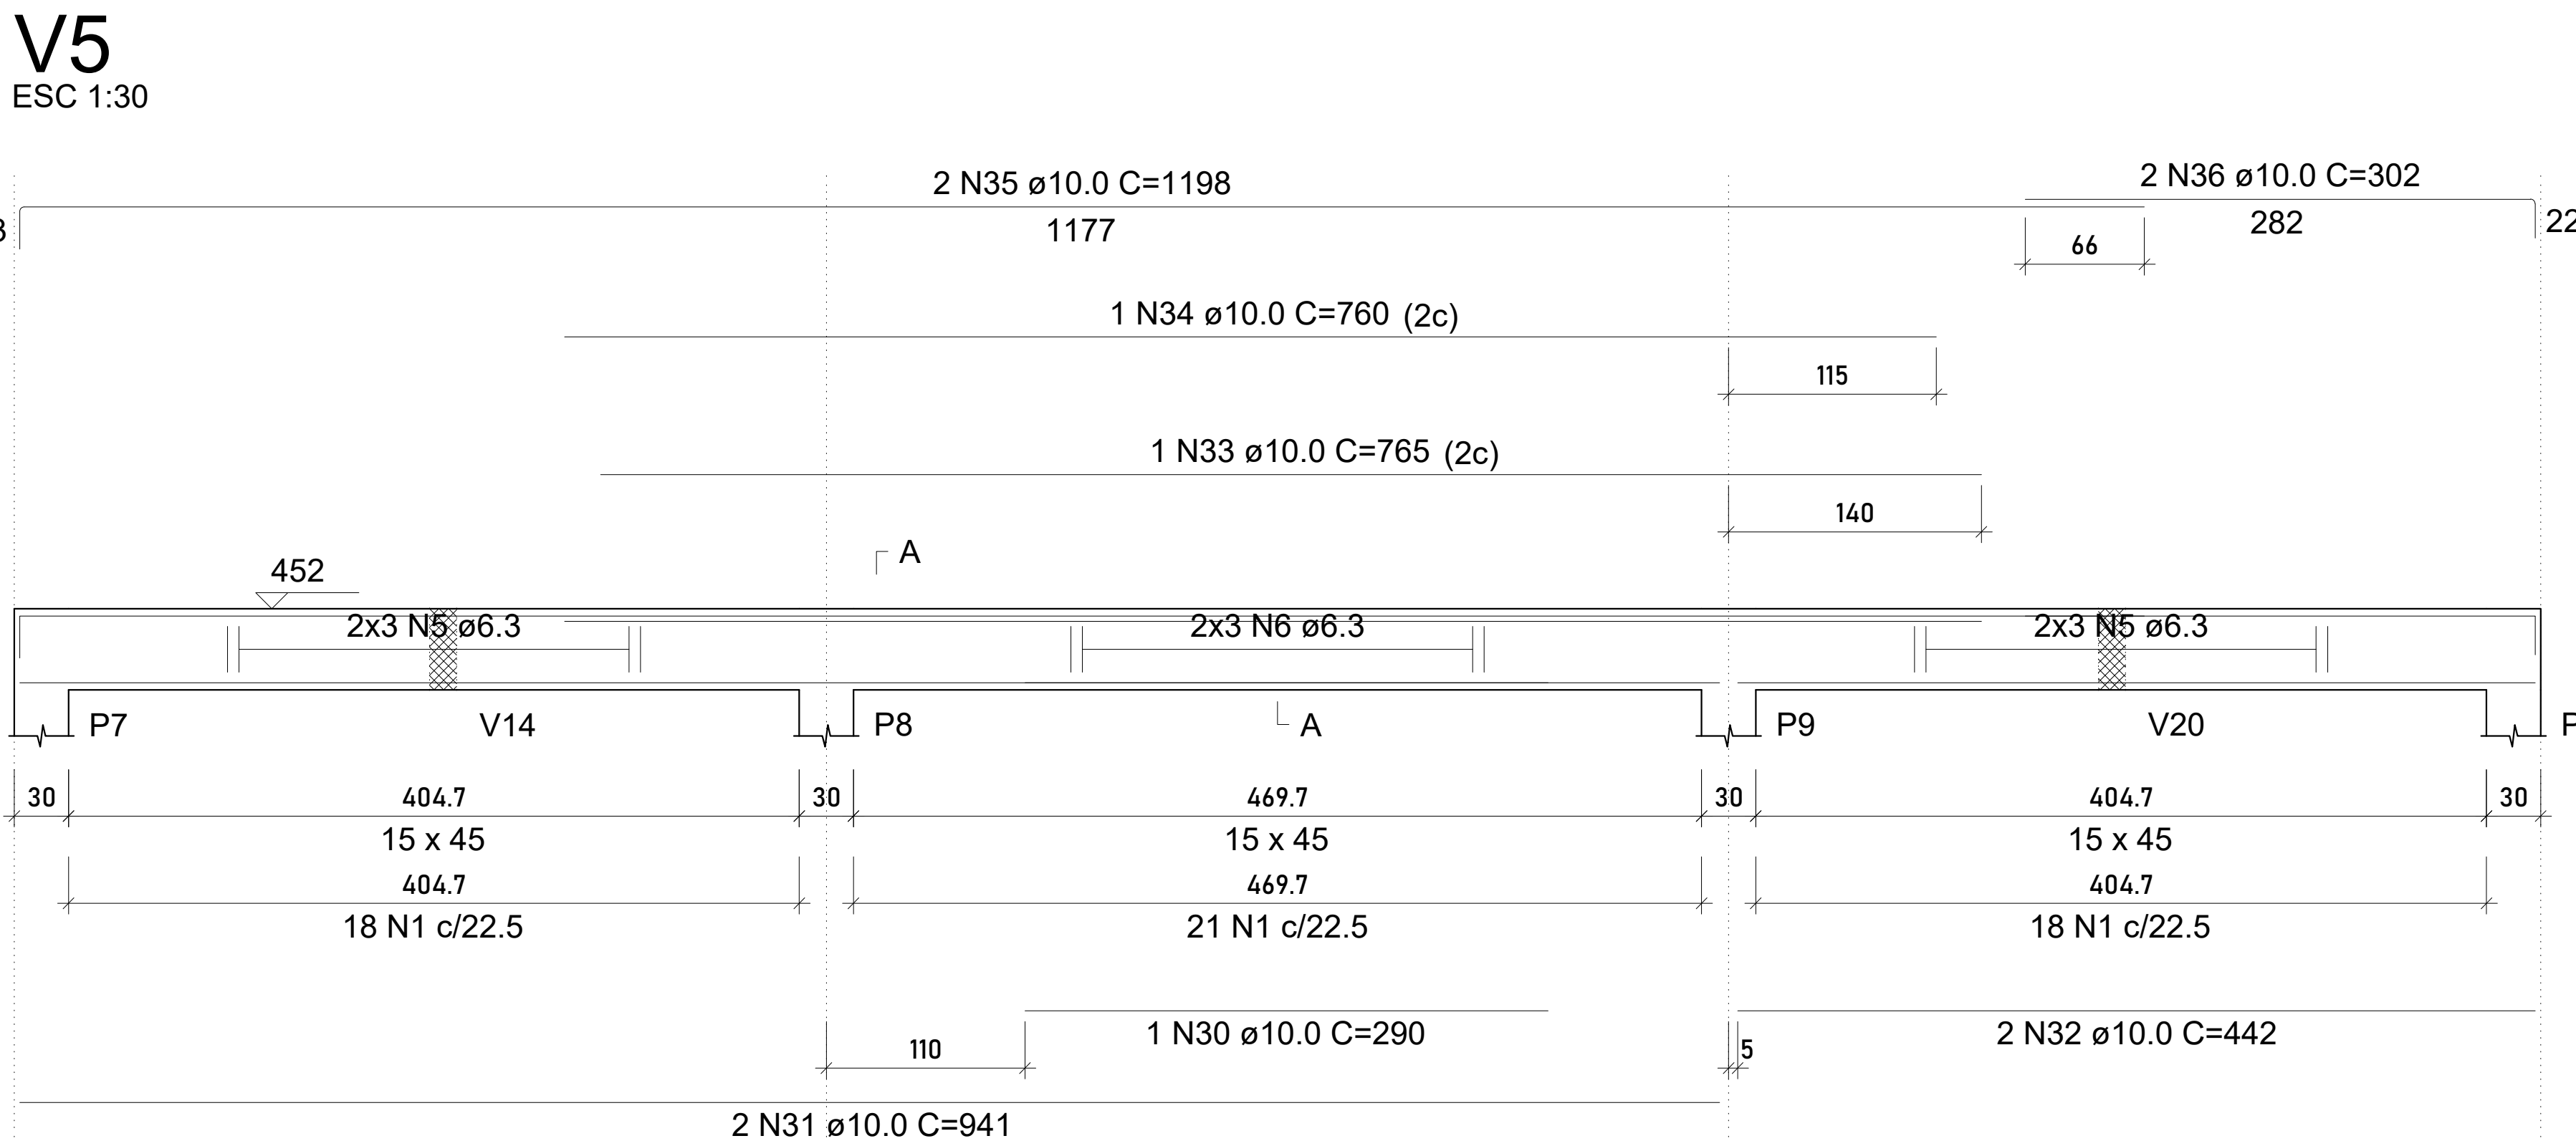 V5
ESC 1:30
2 N35 ø10.0 C=1198
2 N36 ø10.0 C=302
1177
282
22
66
1 N34 ø10.0 C=760 (2c)
115
1 N33 ø10.0 C=765 (2c)
140
A
452
2x3 N5 ø6.3
2x3 N6 ø6.3
2x3 N5 ø6.3
P7
V14
P8
A
P9
V20
P
30
404.7
30
469.7
30
404.7
30
15 x 45
15 x 45
15 x 45
404.7
469.7
404.7
18 N1 c/22.5
21 N1 c/22.5
18 N1 c/22.5
110
1 N30 ø10.0 C=290
5
2 N32 ø10.0 C=442
2 N31 ø10.0 C=941